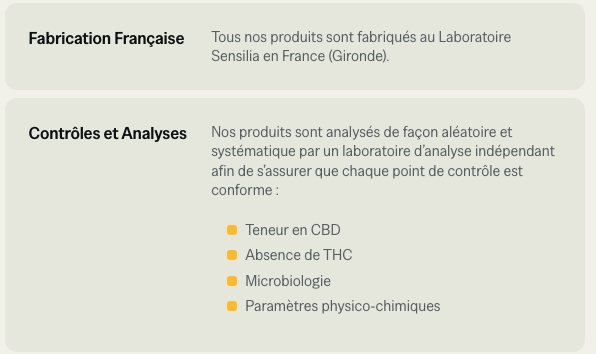 Fabrication Française
Tous nos produits sont fabriqués au Laboratoire
Sensilia en France (Gironde).
Contrôles et Analyses
Nos produits sont analysés de façon aléatoire et
systématique par un laboratoire d’analyse indépendant
afin de s’assurer que chaque point de contrôle est
conforme :
Teneur en CBD
Absence de THC
Microbiologie
Paramètres physico-chimiques